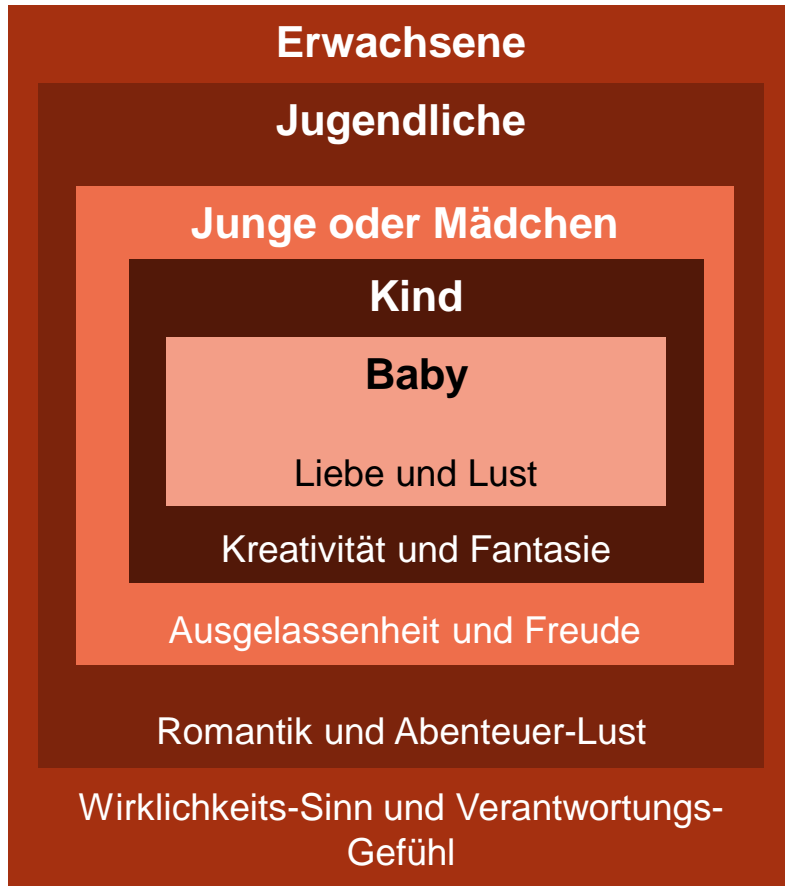 Erwachsene
Jugendliche
Junge oder Mädchen
Kind
Baby
Liebe und Lust
Kreativität und Fantasie
Ausgelassenheit und Freude
Romantik und Abenteuer-Lust
Wirklichkeits-Sinn und Verantwortungs-
Gefühl